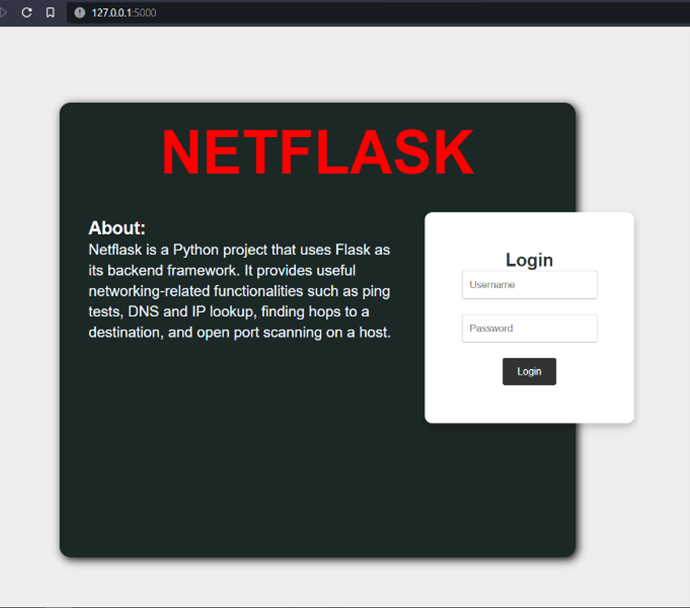 127.0.0.1:5000
NETFLASK
About:
Netflask is a Python project that uses Flask as
its backend framework. It provides useful
networking-related functionalities such as ping
tests, DNS and IP lookup, finding hops to a
destination, and open port scanning on a host.
Login
Username
Password
Login